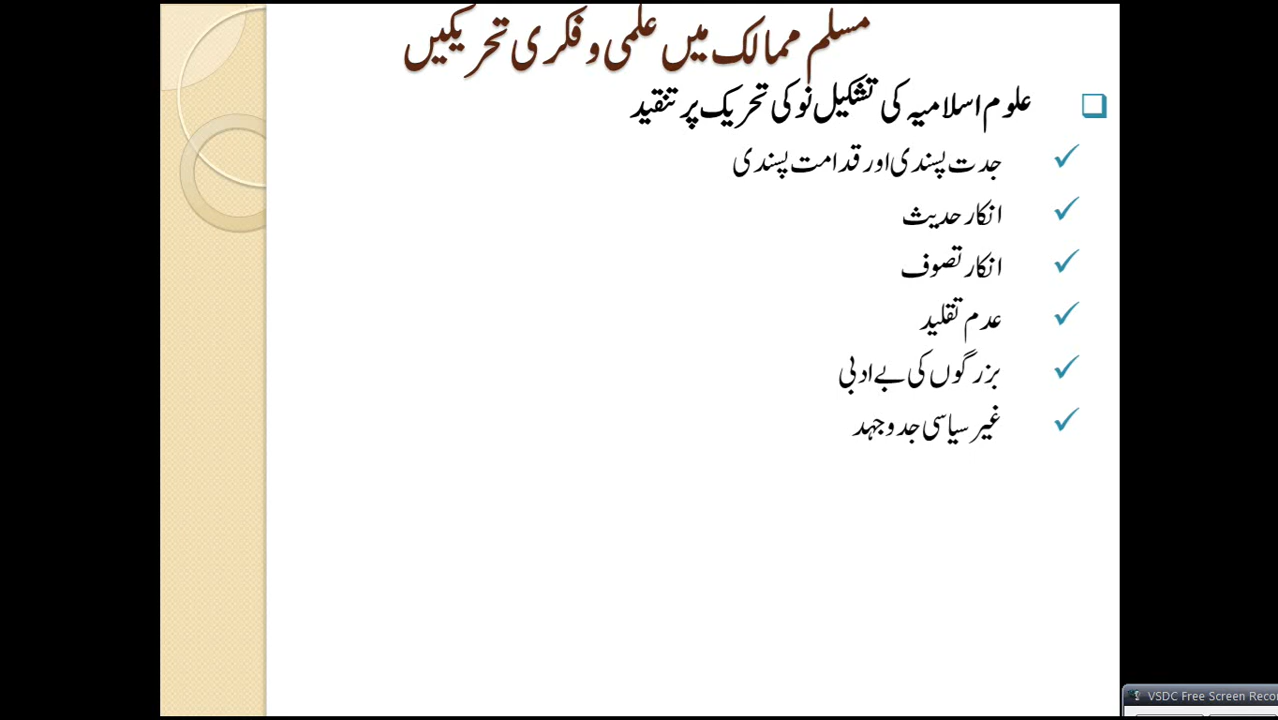 مسلم ممالک میں علمی و فکری تحریکیں
علوم اسلامیہ کی تشکیل نو کی تحریک پر تنقید
جدت پسندی اور قدامت پسندی
انکار حدیث
انکار تصوف
عدم تقلید
بزرگوں کی بے ادبی
غیر سیاسی جدوجہد
VSDC Free Screen Reco